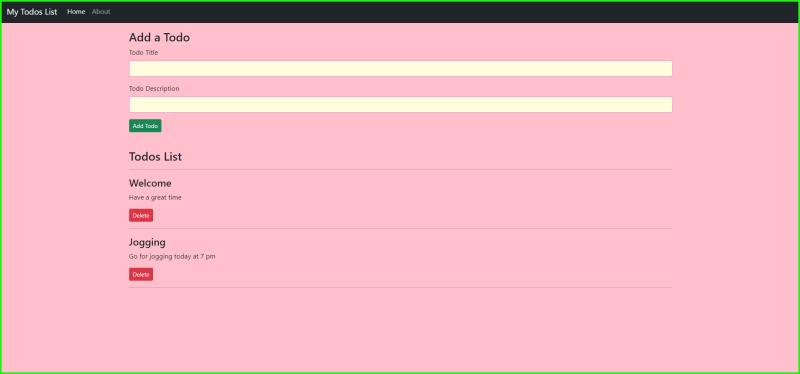 My Todos List Home About
Add a Todo
Todo Title
Todo Description
Add Todo
Todos List
Welcome
Have a great time
Delete
Jogging
Go for jogging today at 7 pm
Delete